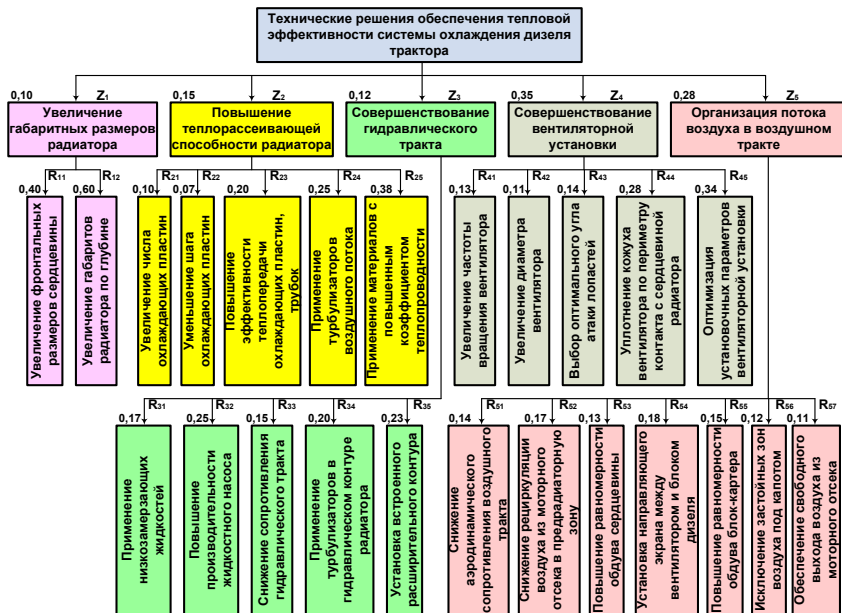 Технические решения обеспечения тепловой
эффективности системы охлаждения дизеля
трактора
0,10
Z1
0,15
Z2
0,12
Z3
0,35
Z4
0,28
Z5
Увеличение
габаритных размеров
радиатора
Повышение
теплорассеивающей
способности радиатора
Совершенствование
гидравлического
тракта
Совершенствование
вентиляторной
установки
Организация потока
воздуха в воздушном
тракте
R11
0,40
R12
0,60
R21
0,10
R22
0,07
R23
0,20
R24
0,25
R25
0,38
R41
0,13
R42
0,11
R43
0,14
R44
0,28
R45
0,34
Увеличение фронтальных
размеров сердцевины
Увеличение габаритов
радиатора по глубине
Увеличение числа
охлаждающих пластин
Уменьшение шага
охлаждающих пластин
Повышение
эффективности
теплопередачи
охлаждающих пластин,
трубок
Применение
турбулизаторов
воздушного потока
Применение материалов с
повышенным
коэффициентом
теплопроводности
Увеличение частоты
вращения вентилятора
Увеличение диаметра
вентилятора
Выбор оптимального угла
атаки лопастей
Уплотнение кожуха
вентилятора по периметру
контакта с сердцевиной
радиатора
Оптимизация
установочных параметров
вентиляторной установки
R31
0,17
R32
0,25
R33
0,15
R34
0,20
R35
0,23
R51
0,14
R52
0,17
R53
0,13
R54
0,18
R55
0,15
R56
0,12
R57
0,11
Применение
низкозамерзающих
жидкостей
Повышение
производительности
жидкостного насоса
Снижение сопротивления
гидравлического тракта
Применение
турбулизаторов в
гидравлическом контуре
радиатора
Установка встроенного
расширительного контура
Снижение
аэродинамического
сопротивления воздушного
тракта
Снижение рециркуляции
воздуха из моторного
отсека в предрадиаторную
зону
Повышение равномерности
обдува сердцевины
Установка направляющего
экрана между
вентилятором и блоком
дизеля
Повышение равномерности
обдува блок-картера
Исключение застойных зон
воздуха под капотом
Обеспечение свободного
выхода воздуха из
моторного отсека